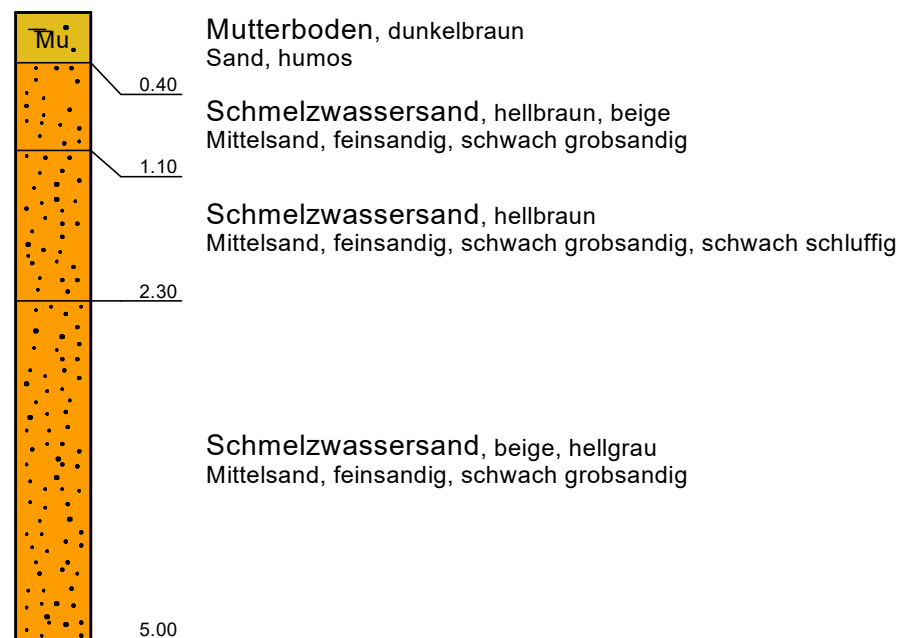 Mu
Mutterboden, dunkelbraun
Sand, humos
0.40
Schmelzwassersand, hellbraun, beige
Mittelsand, feinsandig, schwach grobsandig
1.10
Schmelzwassersand, hellbraun
Mittelsand, feinsandig, schwach grobsandig, schwach schluffig
2.30
Schmelzwassersand, beige, hellgrau
Mittelsand, feinsandig, schwach grobsandig
5.00